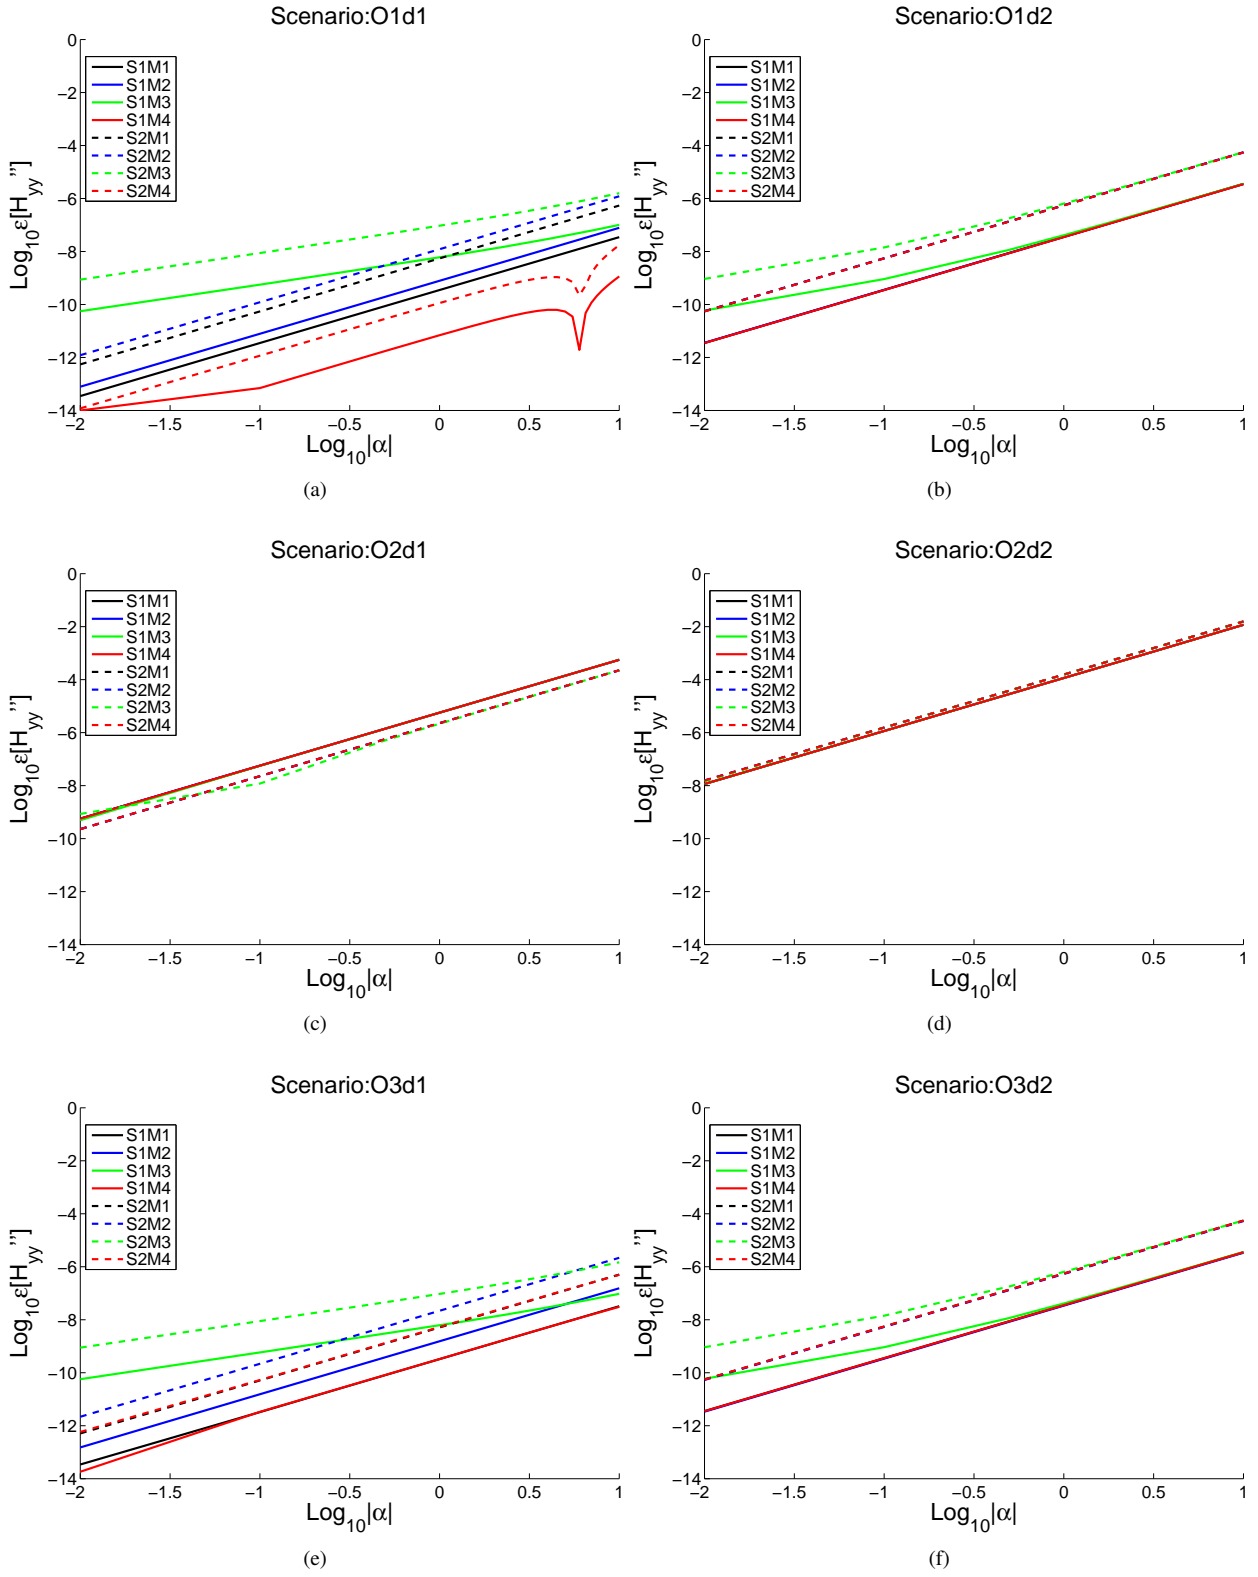 Scenario:O1d1
Log10ε[Hyy'']
0
−2
−4
−6
−8
−10
−12
−14
S1M1
S1M2
S1M3
S1M4
S2M1
S2M2
S2M3
S2M4
−2 −1.5 −1 −0.5 0 0.5 1
Log10|α|
(a)
Scenario:O1d2
Log10ε[Hyy'']
0
−2
−4
−6
−8
−10
−12
−14
S1M1
S1M2
S1M3
S1M4
S2M1
S2M2
S2M3
S2M4
−2 −1.5 −1 −0.5 0 0.5 1
Log10|α|
(b)
Scenario:O2d1
Log10ε[Hyy'']
0
−2
−4
−6
−8
−10
−12
−14
S1M1
S1M2
S1M3
S1M4
S2M1
S2M2
S2M3
S2M4
−2 −1.5 −1 −0.5 0 0.5 1
Log10|α|
(c)
Scenario:O2d2
Log10ε[Hyy'']
0
−2
−4
−6
−8
−10
−12
−14
S1M1
S1M2
S1M3
S1M4
S2M1
S2M2
S2M3
S2M4
−2 −1.5 −1 −0.5 0 0.5 1
Log10|α|
(d)
Scenario:O3d1
Log10ε[Hyy'']
0
−2
−4
−6
−8
−10
−12
−14
S1M1
S1M2
S1M3
S1M4
S2M1
S2M2
S2M3
S2M4
−2 −1.5 −1 −0.5 0 0.5 1
Log10|α|
(e)
Scenario:O3d2
Log10ε[Hyy'']
0
−2
−4
−6
−8
−10
−12
−14
S1M1
S1M2
S1M3
S1M4
S2M1
S2M2
S2M3
S2M4
−2 −1.5 −1 −0.5 0 0.5 1
Log10|α|
(f)